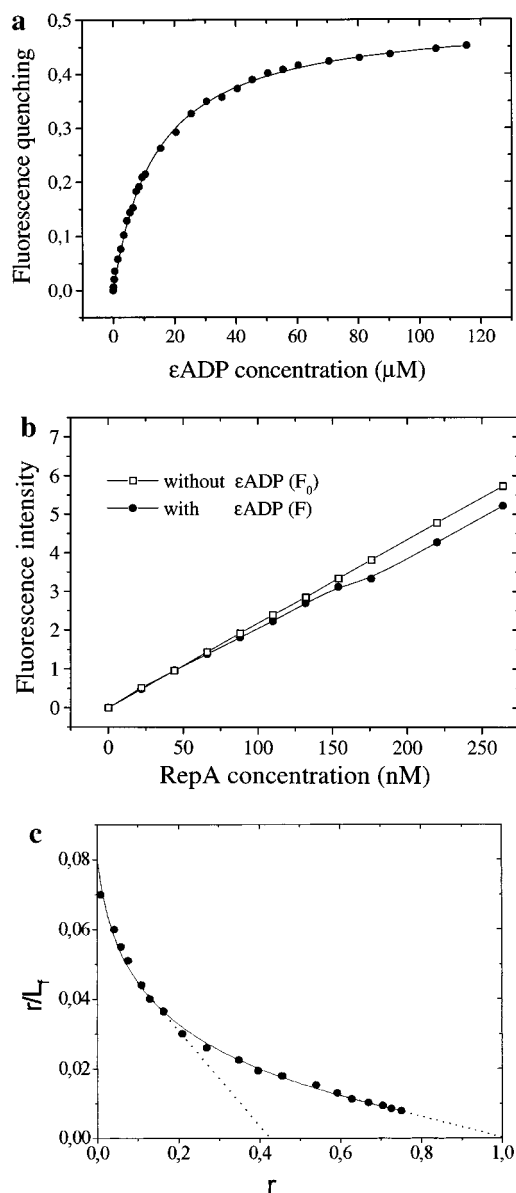 a
Fluorescence quenching
0,5
0,4
0,3
0,2
0,1
0,0
0 20 40 60 80 100 120
εADP concentration (μM)
b
Fluorescence intensity
7
6
5
4
3
2
1
0
without εADP (F₀)
with εADP (F)
0 50 100 150 200 250
RepA concentration (nM)
c
r/Lf
0,08
0,06
0,04
0,02
0,00
0,0 0,2 0,4 0,6 0,8 1,0
r